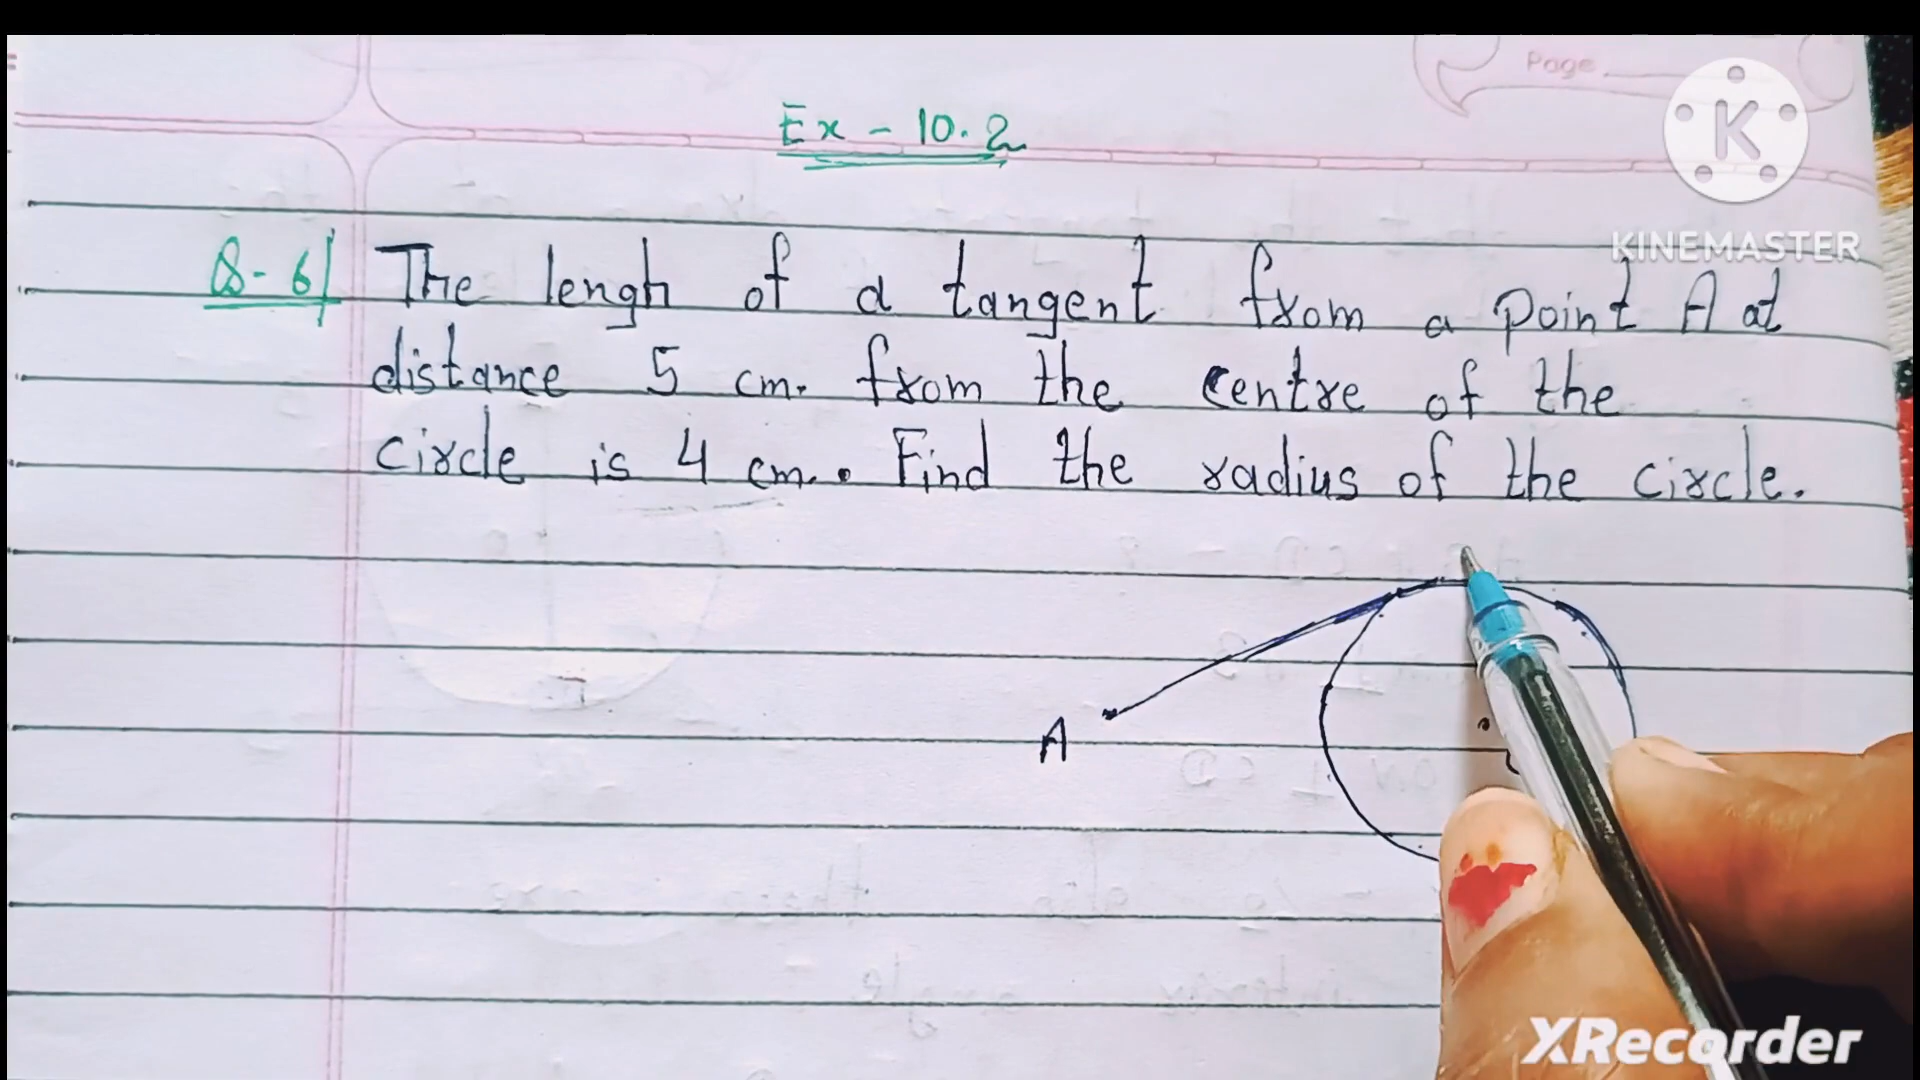 Page
Ex - 10.2
K
KINEMASTER
Q-6| The lengh of a tangent from a point A at
distance 5 cm. from the centre of the
circle is 4 cm. Find the radius of the circle.
A
XRecorder